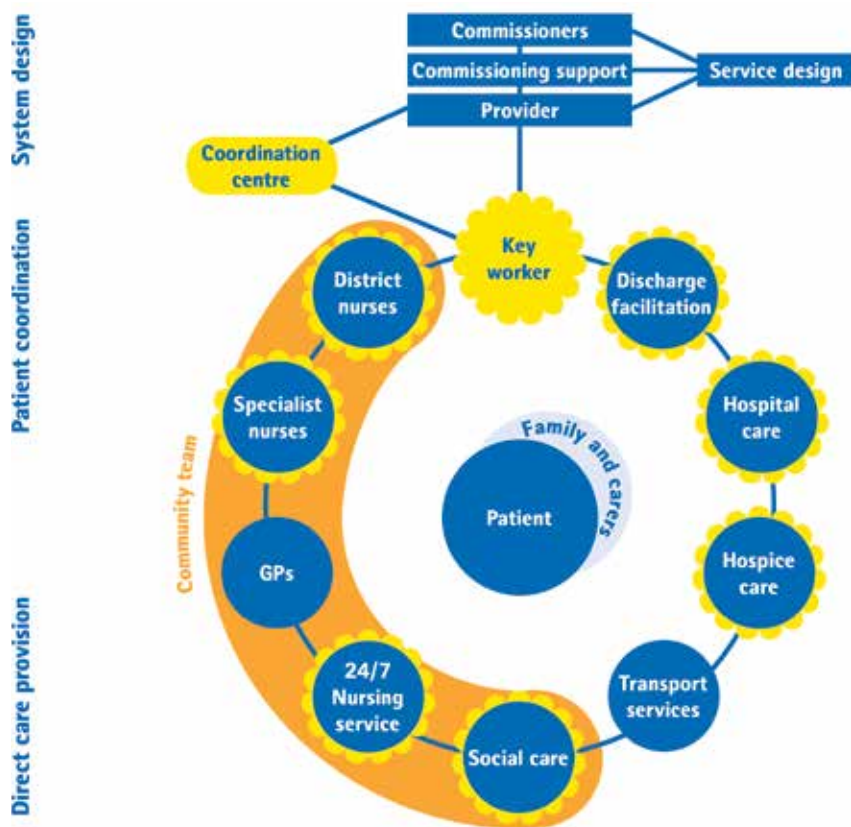 System design
Commissioners
Commissioning support
Service design
Provider
Coordination
centre
Patient coordination
Key
worker
District
nurses
Discharge
facilitation
Specialist
nurses
Hospital
care
Family and carers
Patient
Community team
GPs
Hospice
care
Direct care provision
24/7
Nursing
service
Transport
services
Social care